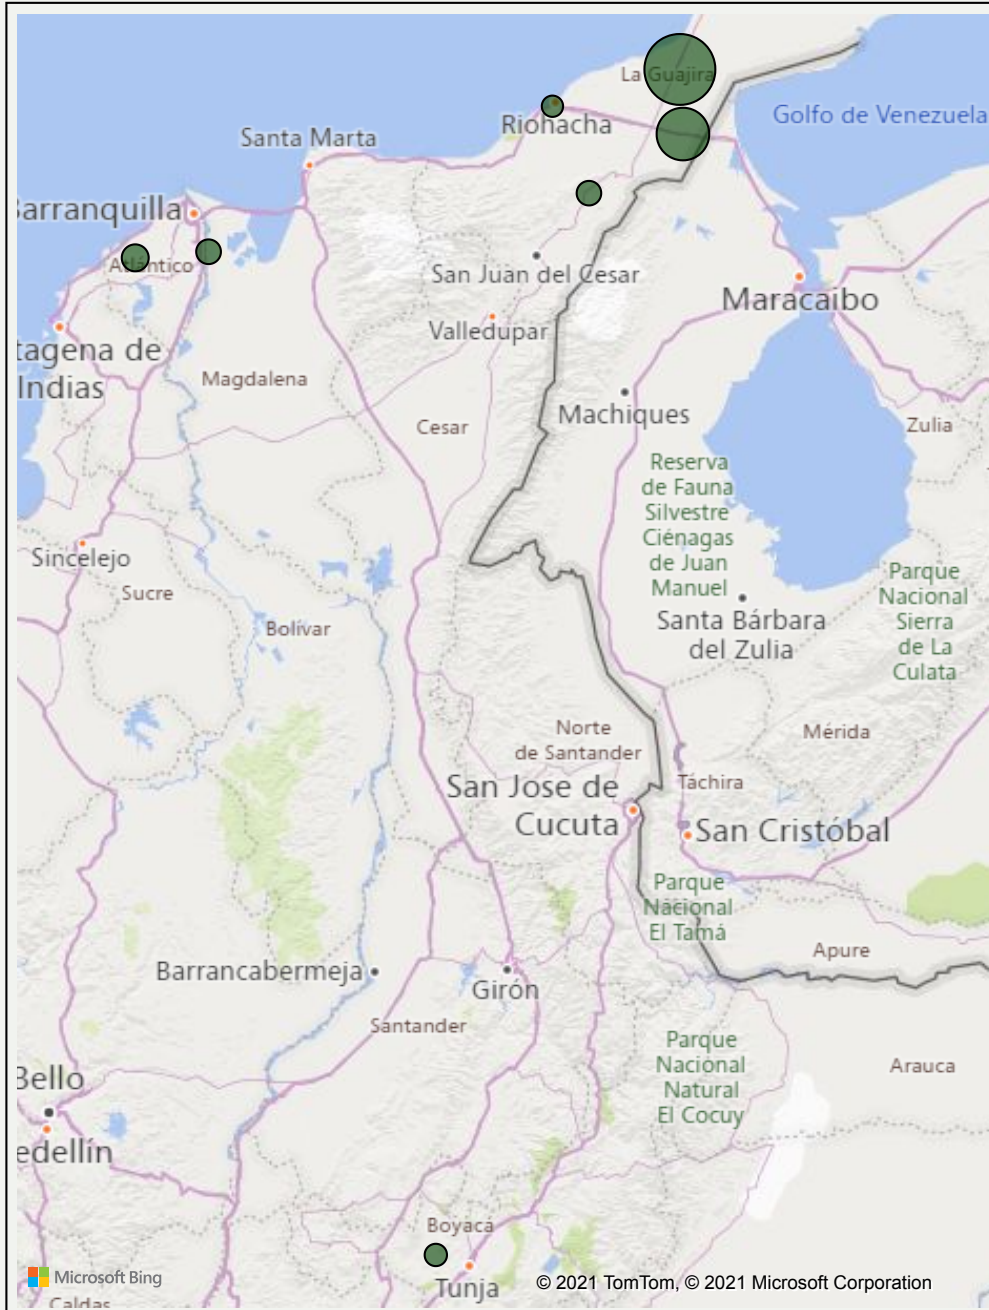 La Guajira
Golfo de Venezuela
Riohacha
Santa Marta
Barranquilla
Atlántico
San Juan del Cesar
Maracaibo
Valledupar
tagena de
Indias
Magdalena
Machiques
Cesar
Zulia
Reserva
de Fauna
Silvestre
Ciénagas
de Juan
Manuel
Sincelejo
Sucre
Parque
Nacional
Sierra
de La
Culata
Santa Bárbara
del Zulia
Bolívar
Norte
de Santander
Mérida
San Jose de
Cucuta
Táchira
San Cristóbal
Parque
Nacional
El Tamá
Apure
Barrancabermeja
Girón
Santander
Parque
Nacional
Natural
El Cocuy
Arauca
Bello
edellín
Boyacá
Tunja
Microsoft Bing
© 2021 TomTom, © 2021 Microsoft Corporation
Caldas